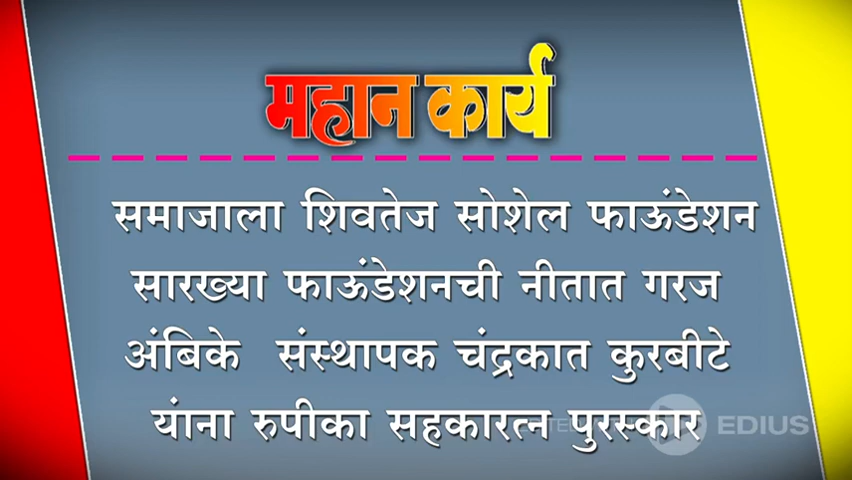 महान कार्य
समाजाला शिवतेज सोशेल फाऊंडेशन
सारख्या फाऊंडेशनची नीतात गरज
अंबिके संस्थापक चंद्रकात कुरबीटे
यांना रुपीका सहकारत्न पुरस्कार
EDIUS